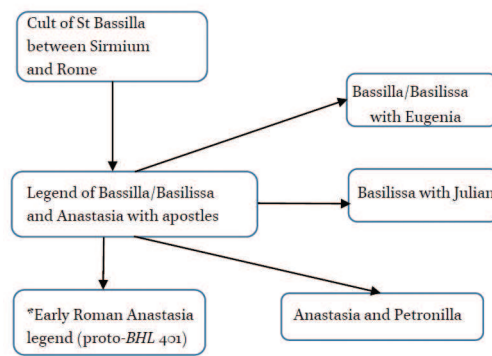 Cult of St Bassilla
between Sirmium
and Rome
Bassilla/Basilissa
with Eugenia
Legend of Bassilla/Basilissa
and Anastasia with apostles
Basilissa with Julian
*Early Roman Anastasia
legend (proto-BHL 401)
Anastasia and Petronilla